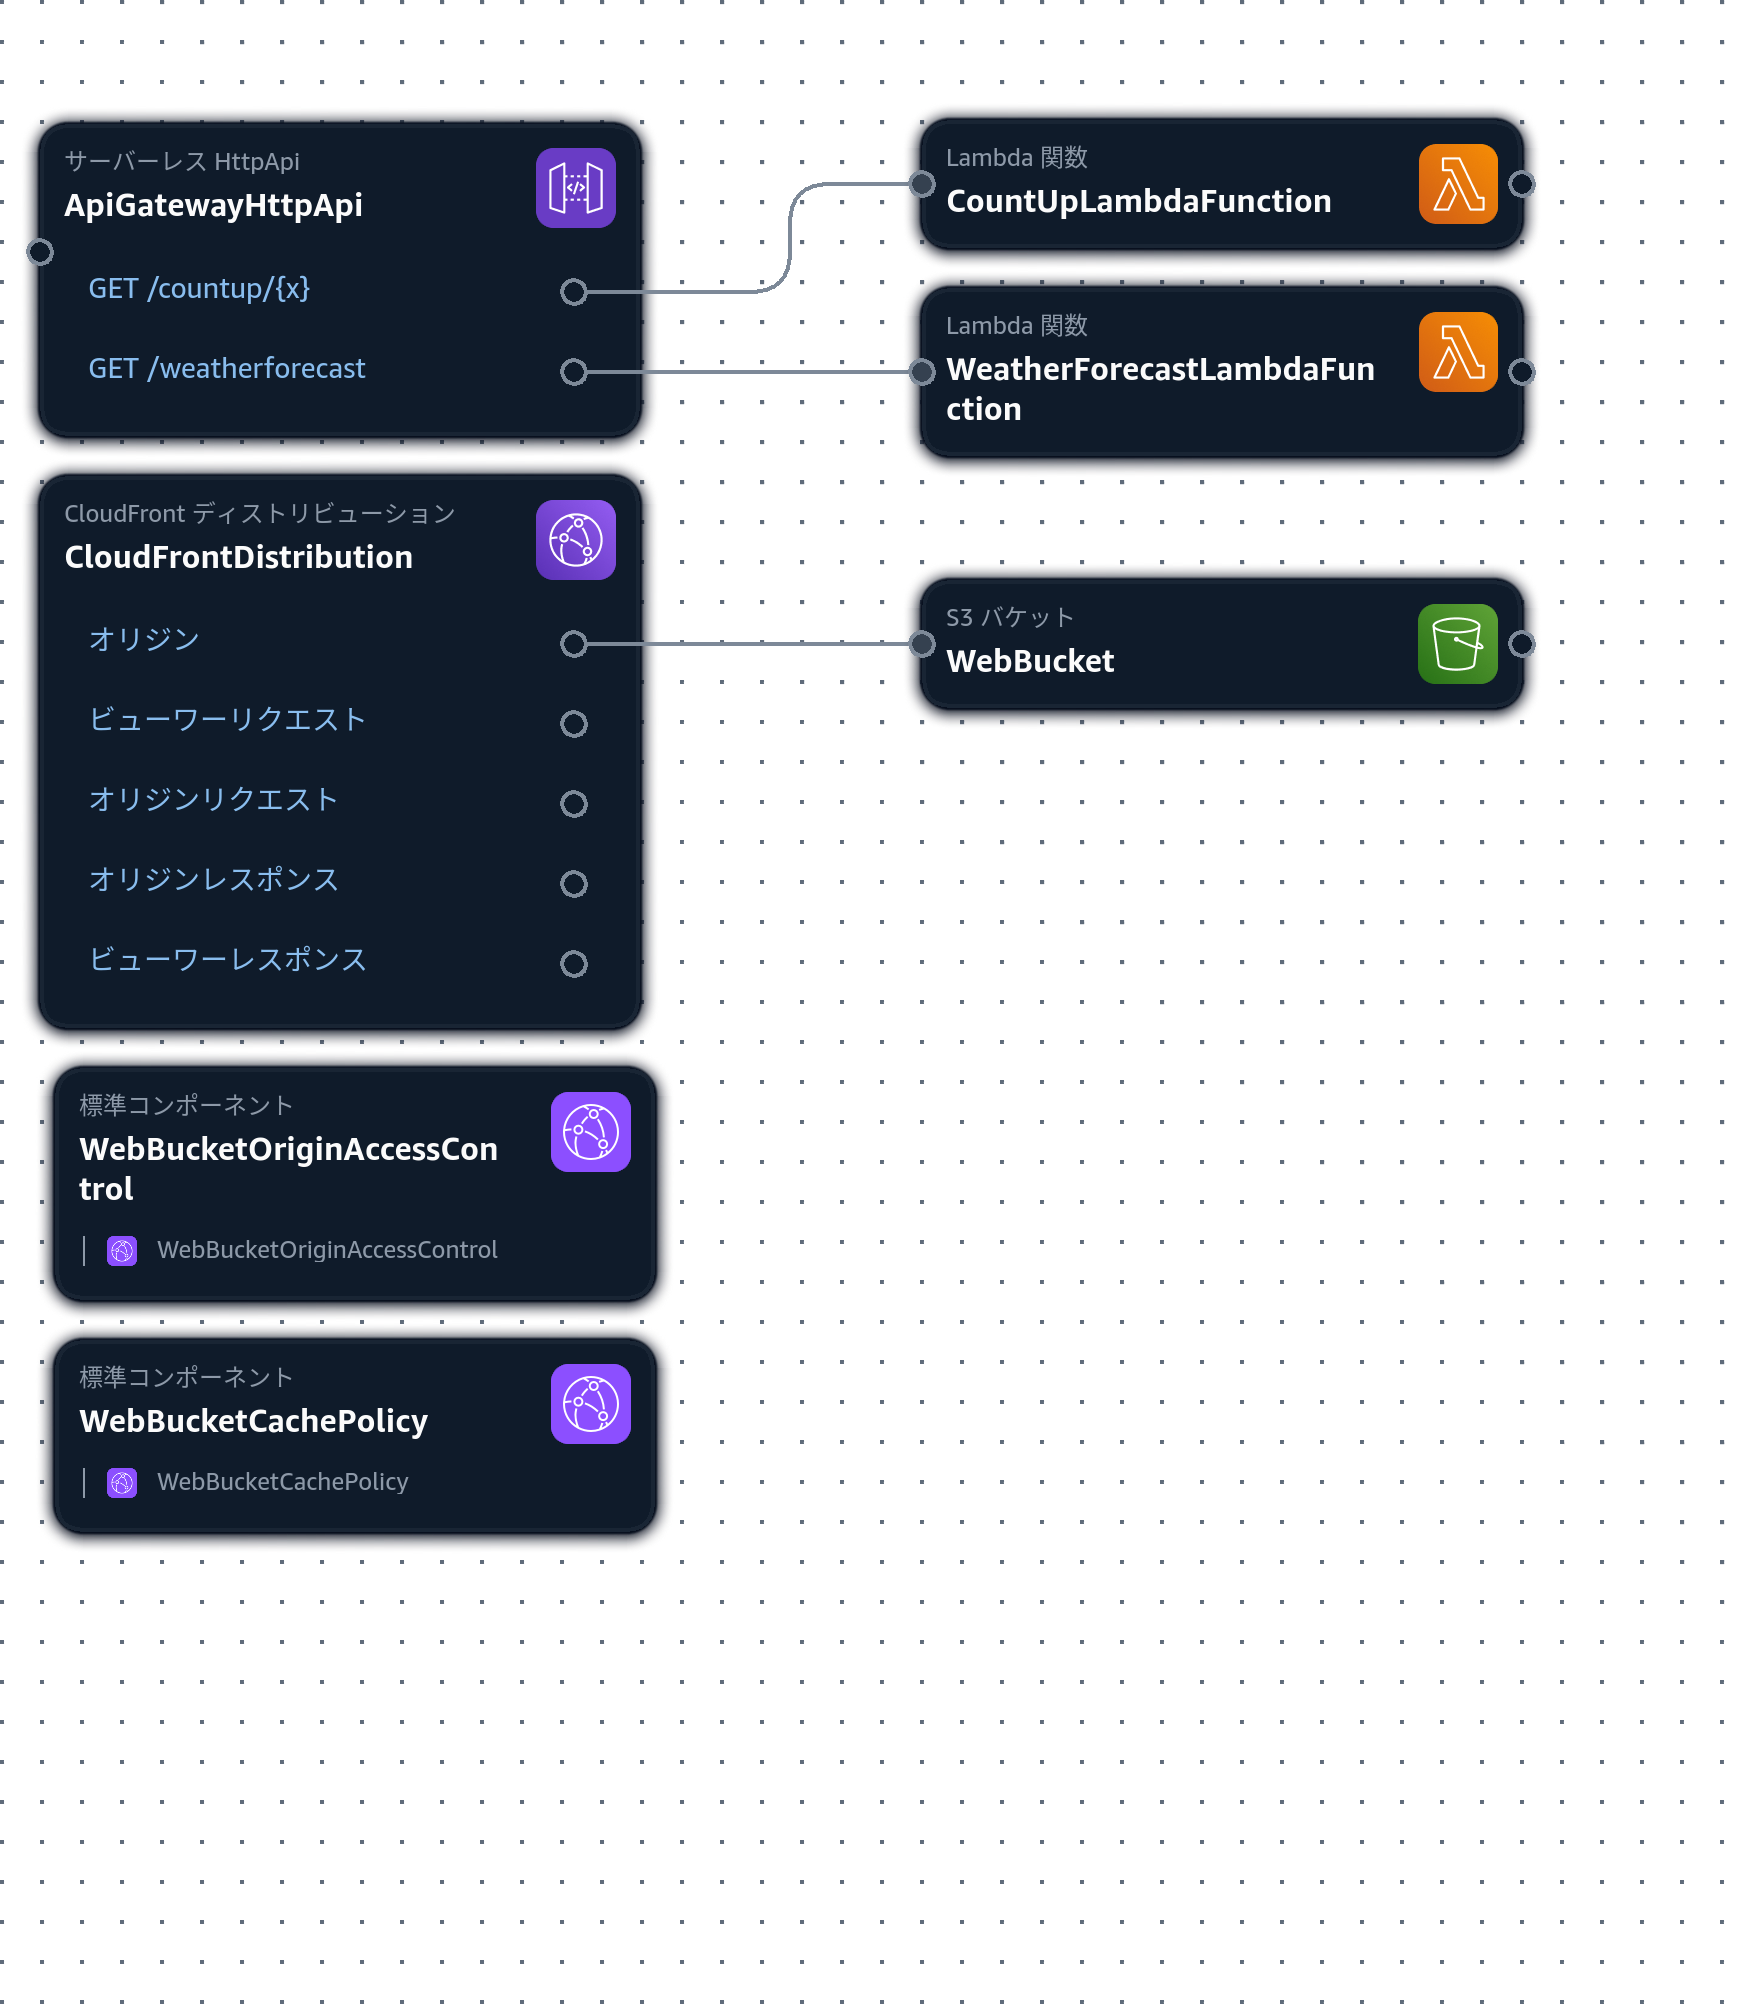 サーバーレス HttpApi
ApiGatewayHttpApi
GET /countup/{x}
GET /weatherforecast
Lambda 関数
CountUpLambdaFunction
Lambda 関数
WeatherForecastLambdaFun
ction
CloudFront ディストリビューション
CloudFrontDistribution
オリジン
ビューワーリクエスト
オリジンリクエスト
オリジンレスポンス
ビューワーレスポンス
S3 バケット
WebBucket
標準コンポーネント
WebBucketOriginAccessCon
trol
WebBucketOriginAccessControl
標準コンポーネント
WebBucketCachePolicy
WebBucketCachePolicy